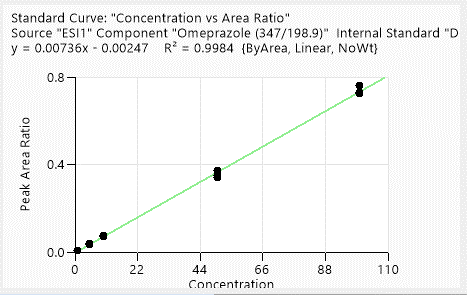 Standard Curve: "Concentration vs Area Ratio"
Source "ESI1" Component "Omeprazole (347/198.9)" Internal Standard "D
y = 0.00736x - 0.00247 R² = 0.9984 {ByArea, Linear, NoWt}
0.8
0.4
0.0
Peak Area Ratio
0 22 44 66 88 110
Concentration